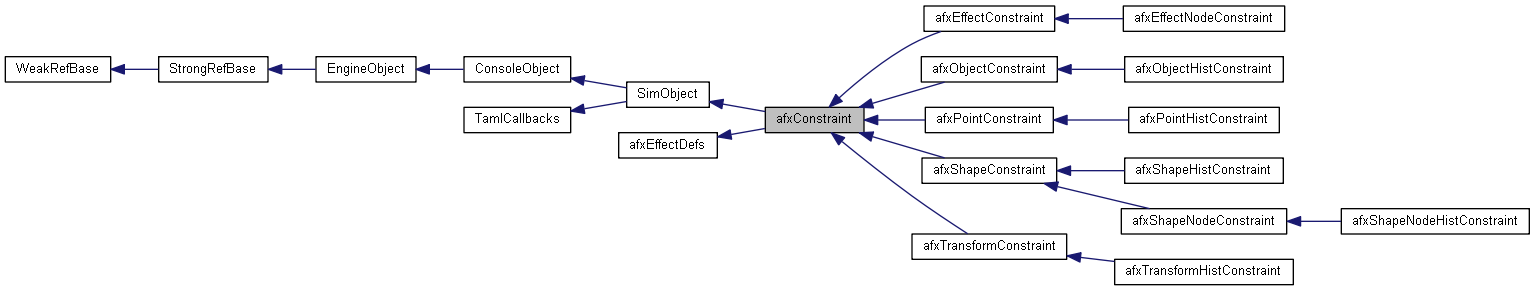 WeakRefBase
StrongRefBase
EngineObject
ConsoleObject
TamlCallbacks
SimObject
afxEffectDefs
afxConstraint
afxEffectConstraint
afxEffectNodeConstraint
afxObjectConstraint
afxObjectHistConstraint
afxPointConstraint
afxPointHistConstraint
afxShapeConstraint
afxShapeHistConstraint
afxShapeNodeConstraint
afxShapeNodeHistConstraint
afxTransformConstraint
afxTransformHistConstraint